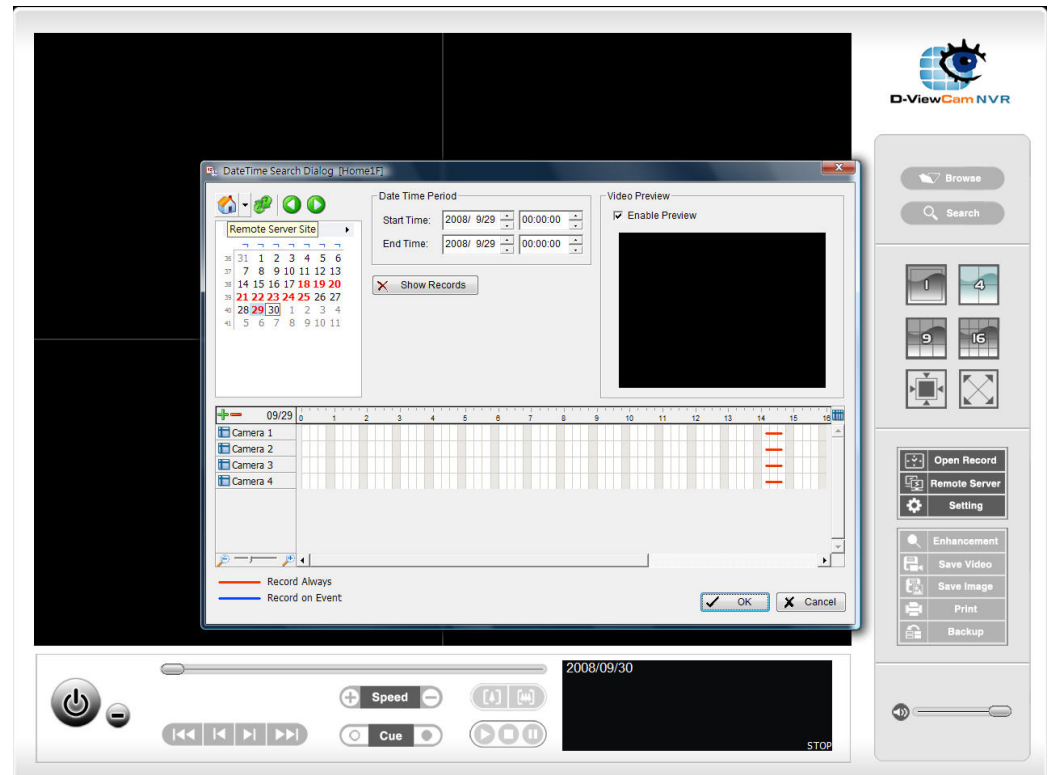 D-ViewCam NVR
Browse
Search
1
4
9
16
Open Record
Remote Server
Setting
Enhancement
Save Video
Save Image
Print
Backup
DateTime Search Dialog [Home1F]
Remote Server Site
36 31 1 2 3 4 5 6
37 7 8 9 10 11 12 13
38 14 15 16 17 18 19 20
39 21 22 23 24 25 26 27
40 28 29 30 1 2 3 4
41 5 6 7 8 9 10 11
Date Time Period
Start Time: 2008/ 9/29 00:00:00
End Time: 2008/ 9/29 00:00:00
Show Records
Video Preview
Enable Preview
09/29 0 1 2 3 4 5 6 7 8 9 10 11 12 13 14 15 16
Camera 1
Camera 2
Camera 3
Camera 4
Record Always
Record on Event
OK
Cancel
Speed
Cue
2008/09/30
STOP